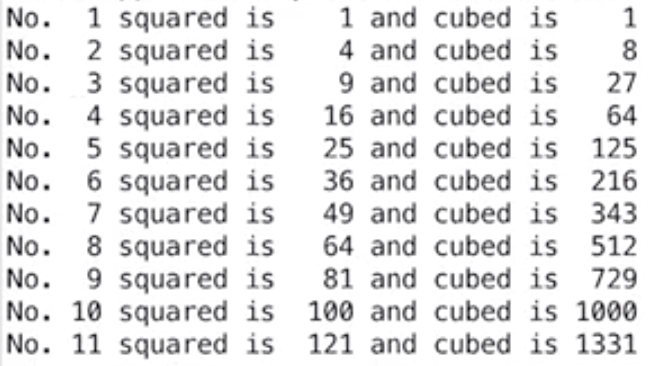 No.  1 squared is    1 and cubed is    1
No.  2 squared is    4 and cubed is    8
No.  3 squared is    9 and cubed is   27
No.  4 squared is   16 and cubed is   64
No.  5 squared is   25 and cubed is  125
No.  6 squared is   36 and cubed is  216
No.  7 squared is   49 and cubed is  343
No.  8 squared is   64 and cubed is  512
No.  9 squared is   81 and cubed is  729
No. 10 squared is  100 and cubed is 1000
No. 11 squared is  121 and cubed is 1331